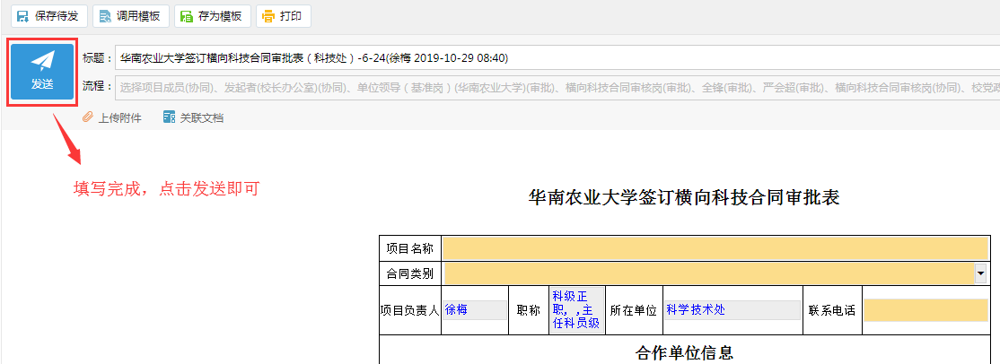 保存待发 调用模板 存为模板 打印
发送
标题： 华南农业大学签订横向科技合同审批表（科技处）-6-24(徐梅 2019-10-29 08:40)
流程： 选择项目成员(协同)、发起者(校长办公室)(协同)、单位领导（基准岗）(华南农业大学)(审批)、横向科技合同审核岗(审批)、全锋(审批)、严会超(审批)、横向科技合同审核岗(协同)、校党政
上传附件 关联文档
填写完成，点击发送即可
华南农业大学签订横向科技合同审批表
项目名称
合同类别
项目负责人 徐梅 职称 科级正职，,主任科员级 所在单位 科学技术处 联系电话
合作单位信息